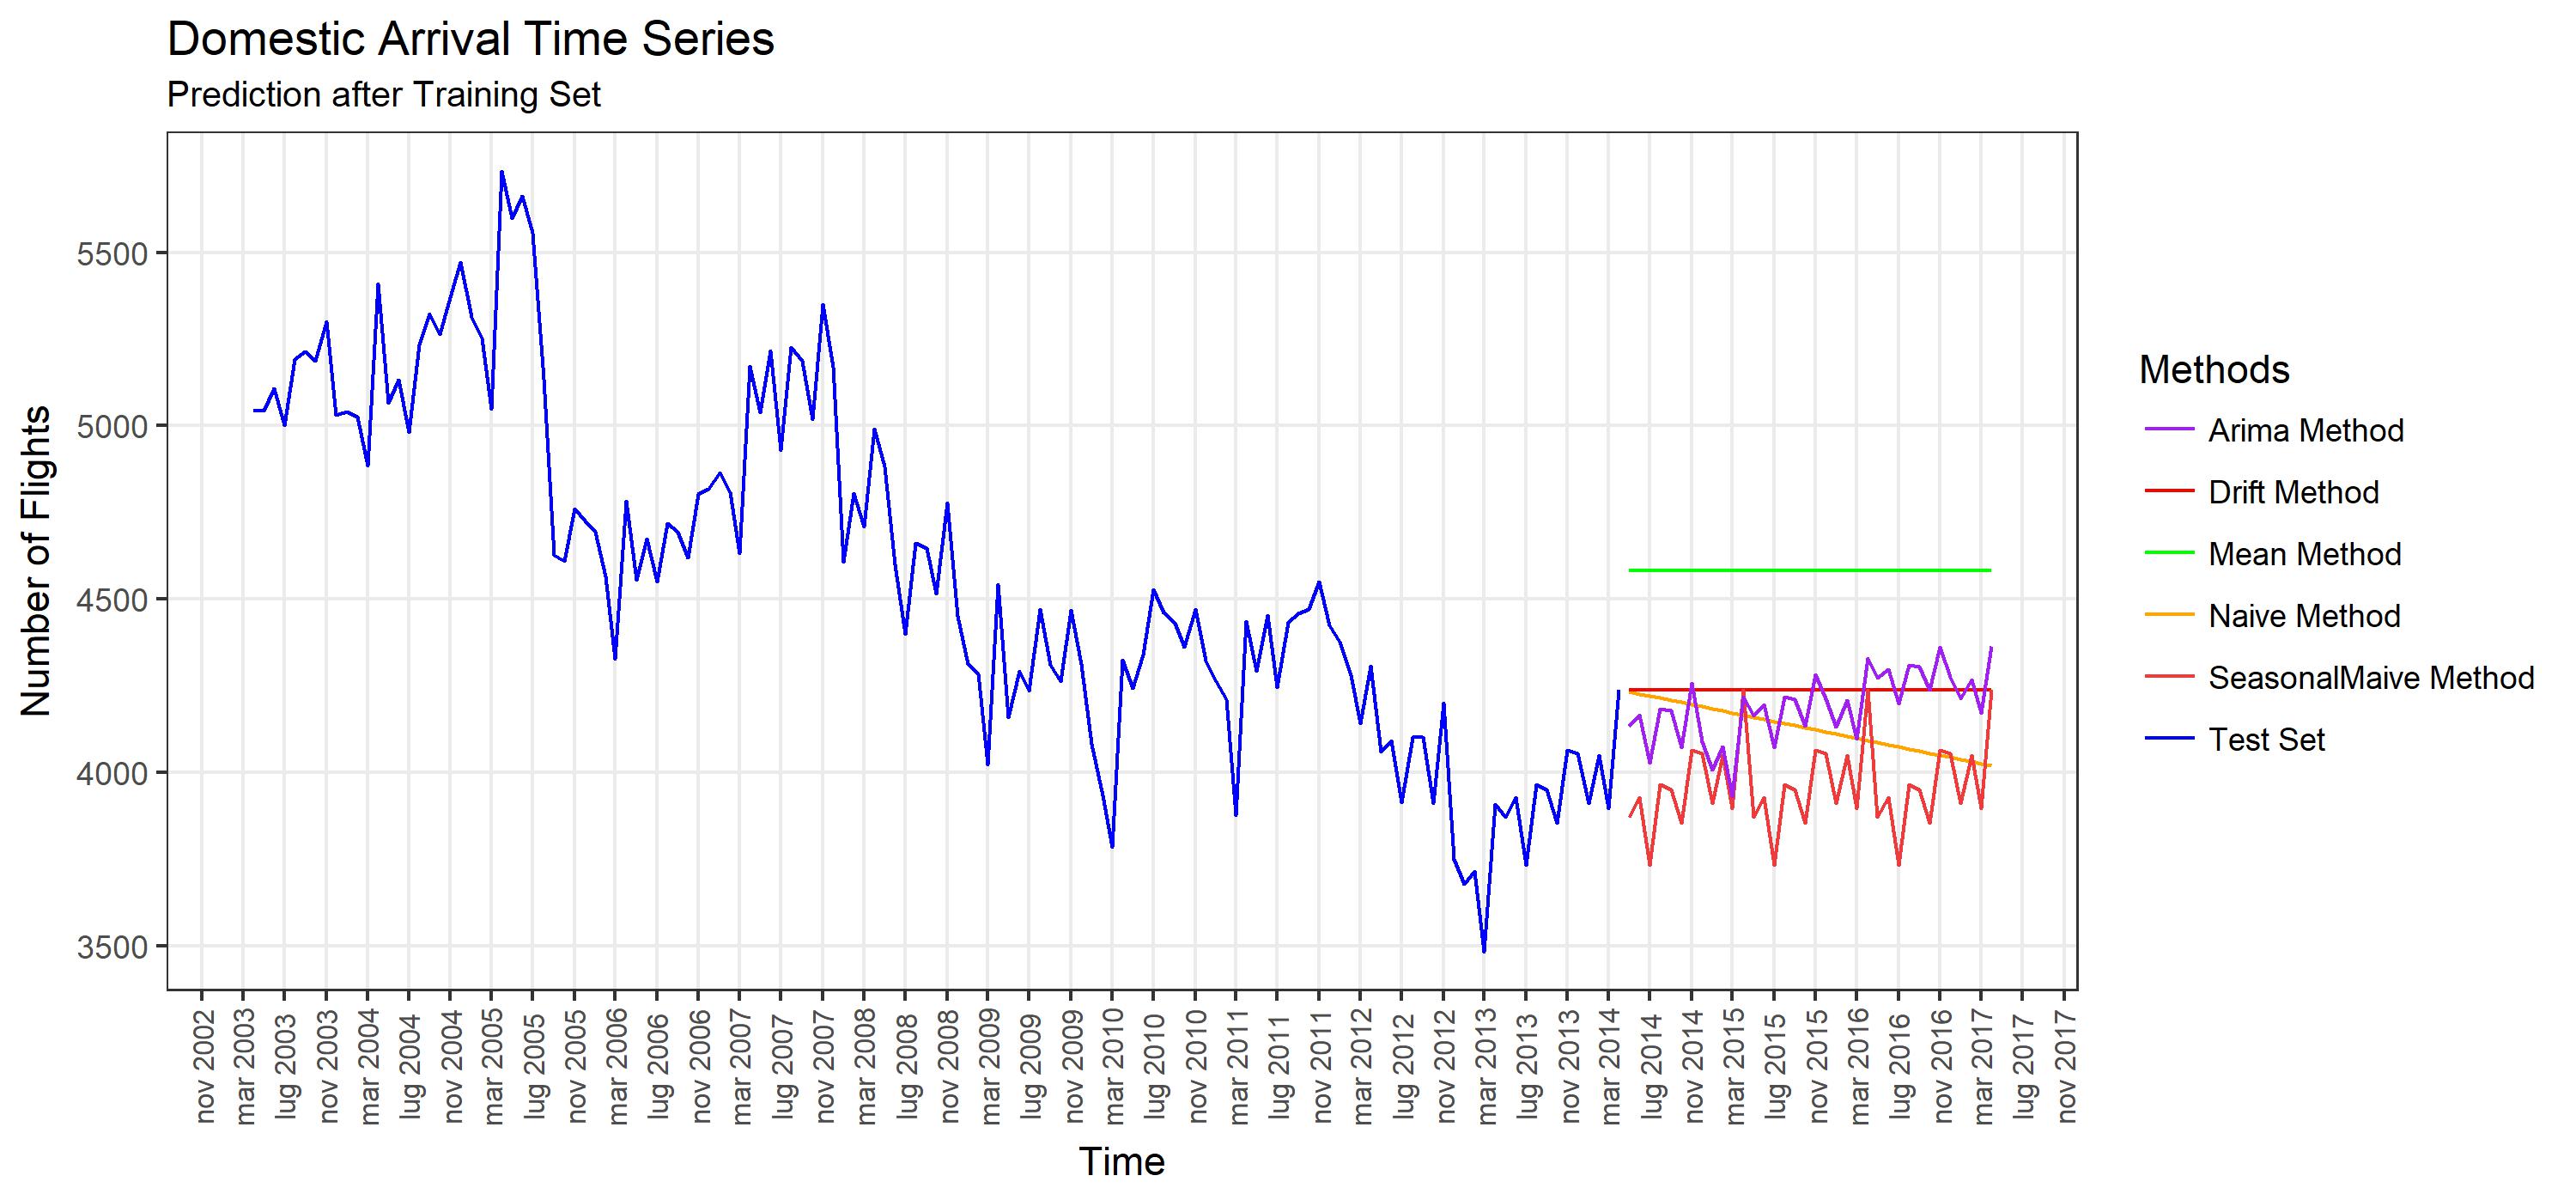 Domestic Arrival Time Series
Prediction after Training Set
Number of Flights
5500
5000
4500
4000
3500
nov 2002
mar 2003
lug 2003
nov 2003
mar 2004
lug 2004
nov 2004
mar 2005
lug 2005
nov 2005
mar 2006
lug 2006
nov 2006
mar 2007
lug 2007
nov 2007
mar 2008
lug 2008
nov 2008
mar 2009
lug 2009
nov 2009
mar 2010
lug 2010
nov 2010
mar 2011
lug 2011
nov 2011
mar 2012
lug 2012
nov 2012
mar 2013
lug 2013
nov 2013
mar 2014
lug 2014
nov 2014
mar 2015
lug 2015
nov 2015
mar 2016
lug 2016
nov 2016
mar 2017
lug 2017
nov 2017
Time
Methods
Arima Method
Drift Method
Mean Method
Naive Method
SeasonalMaive Method
Test Set